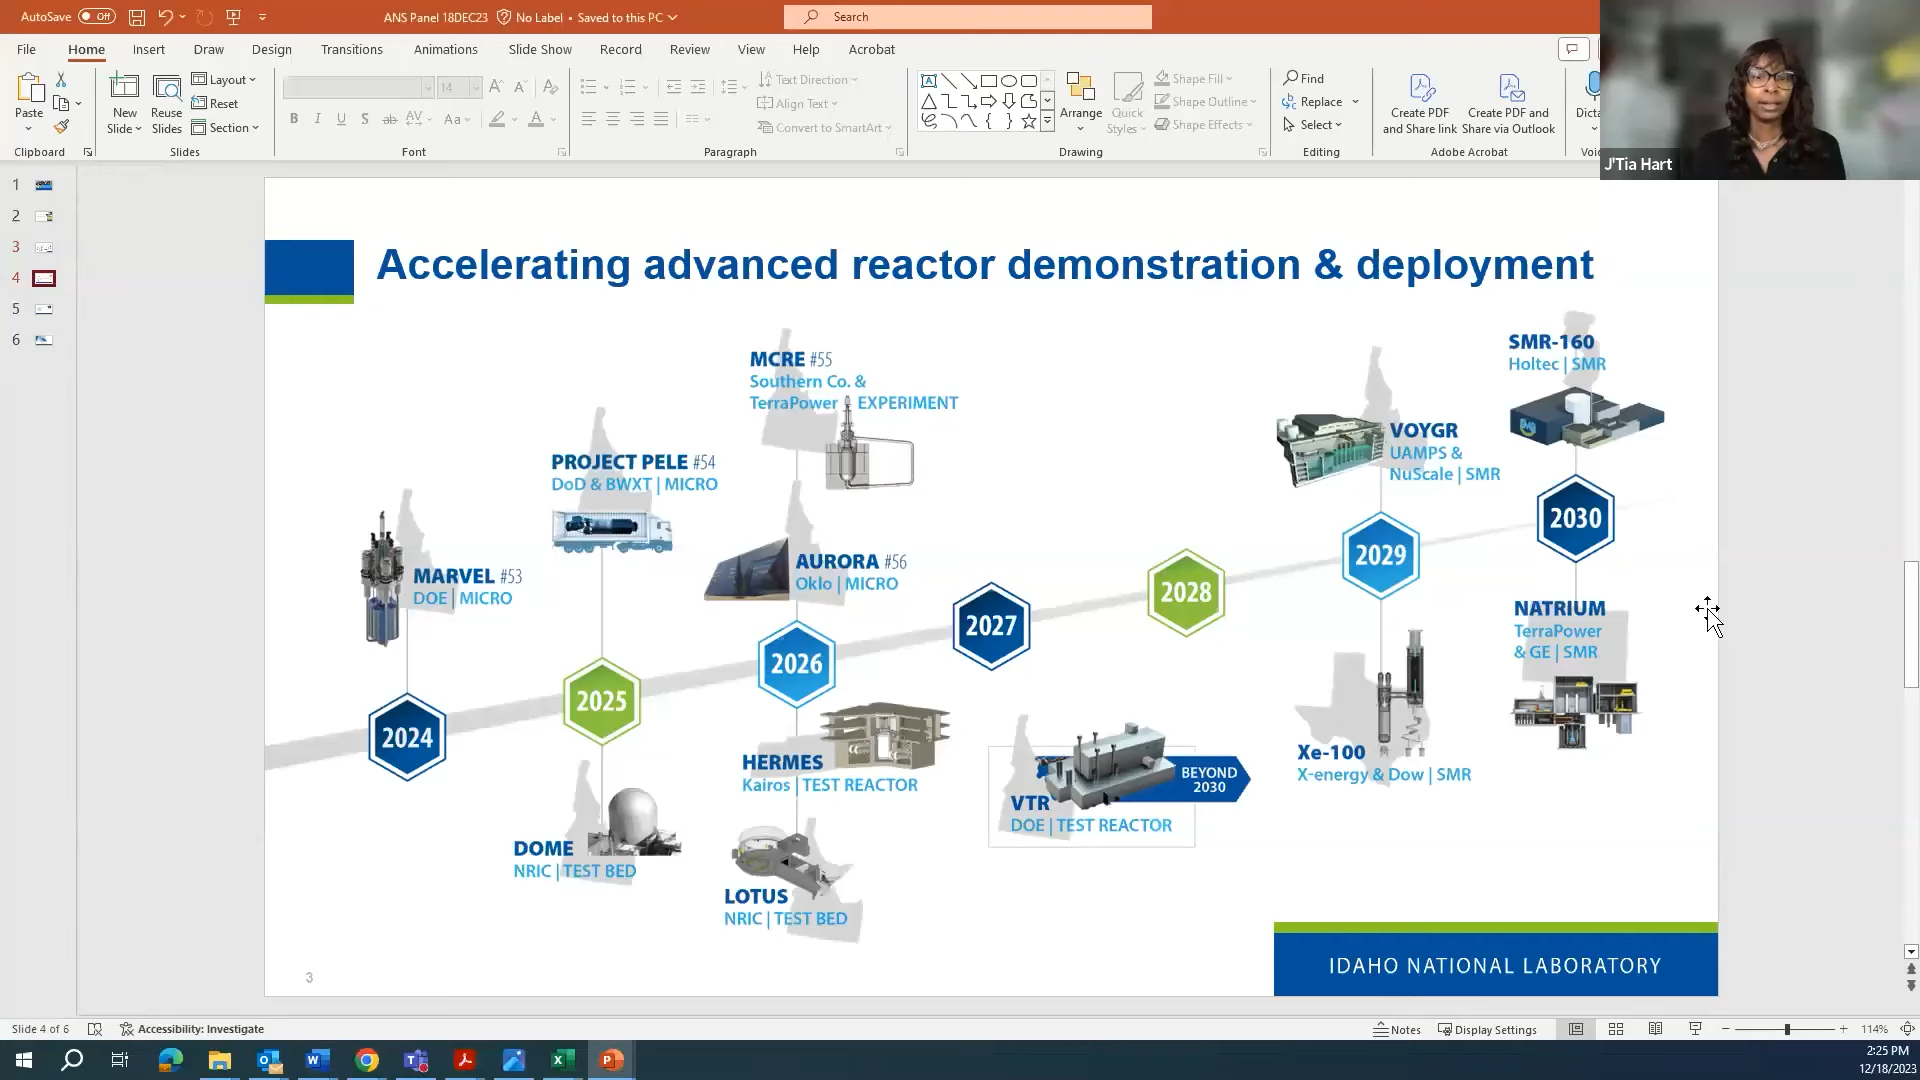 AutoSave Off
ANS Panel 18DEC23 No Label • Saved to this PC
Search
File Home Insert Draw Design Transitions Animations Slide Show Record Review View Help Acrobat
Paste
New Slide
Reuse Slides
Layout
Reset
Section
14
Text Direction
Align Text
Convert to SmartArt
Arrange
Quick Styles
Shape Fill
Shape Outline
Shape Effects
Find
Replace
Select
Create PDF and Share link
Create PDF and Share via Outlook
Dicta
Clipboard Slides Font Paragraph Drawing Editing Adobe Acrobat Voi
J'Tia Hart
1
2
3
4
5
6
Accelerating advanced reactor demonstration & deployment
MARVEL #53
DOE | MICRO
2024
PROJECT PELE #54
DoD & BWXT | MICRO
2025
DOME
NRIC | TEST BED
MCRE #55
Southern Co. &
TerraPower EXPERIMENT
AURORA #56
Oklo | MICRO
2026
HERMES
Kairos | TEST REACTOR
LOTUS
NRIC | TEST BED
2027
VTR
DOE | TEST REACTOR
BEYOND
2030
2028
VOYGR
UAMPS &
NuScale | SMR
2029
Xe-100
X-energy & Dow | SMR
SMR-160
Holtec | SMR
2030
NATRIUM
TerraPower
& GE | SMR
3
IDAHO NATIONAL LABORATORY
Slide 4 of 6 Accessibility: Investigate Notes Display Settings 114%
2:25 PM
12/18/2023